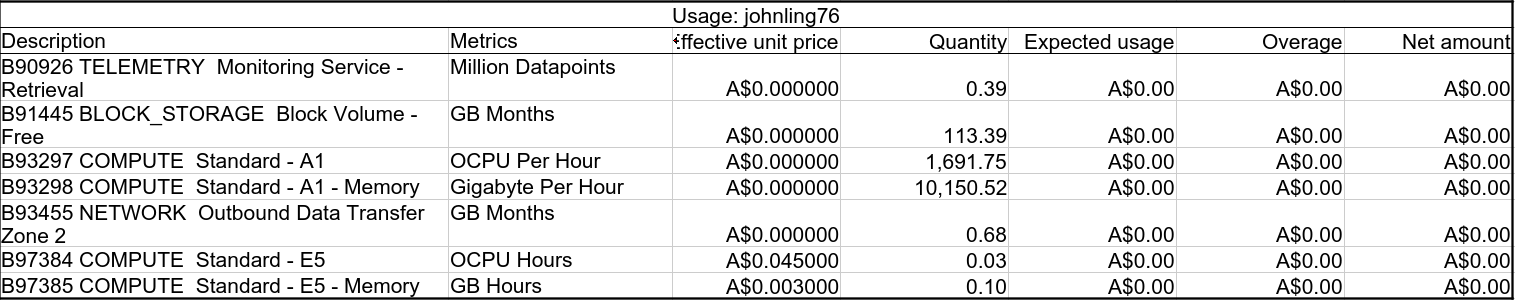 Usage: johnling76
Description Metrics ffective unit price Quantity Expected usage Overage Net amount
B90926 TELEMETRY  Monitoring Service - Million Datapoints
Retrieval A$0.000000 0.39 A$0.00 A$0.00 A$0.00
B91445 BLOCK_STORAGE  Block Volume - GB Months
Free A$0.000000 113.39 A$0.00 A$0.00 A$0.00
B93297 COMPUTE  Standard - A1 OCPU Per Hour A$0.000000 1,691.75 A$0.00 A$0.00 A$0.00
B93298 COMPUTE  Standard - A1 - Memory Gigabyte Per Hour A$0.000000 10,150.52 A$0.00 A$0.00 A$0.00
B93455 NETWORK  Outbound Data Transfer GB Months
Zone 2 A$0.000000 0.68 A$0.00 A$0.00 A$0.00
B97384 COMPUTE  Standard - E5 OCPU Hours A$0.045000 0.03 A$0.00 A$0.00 A$0.00
B97385 COMPUTE  Standard - E5 - Memory GB Hours A$0.003000 0.10 A$0.00 A$0.00 A$0.00